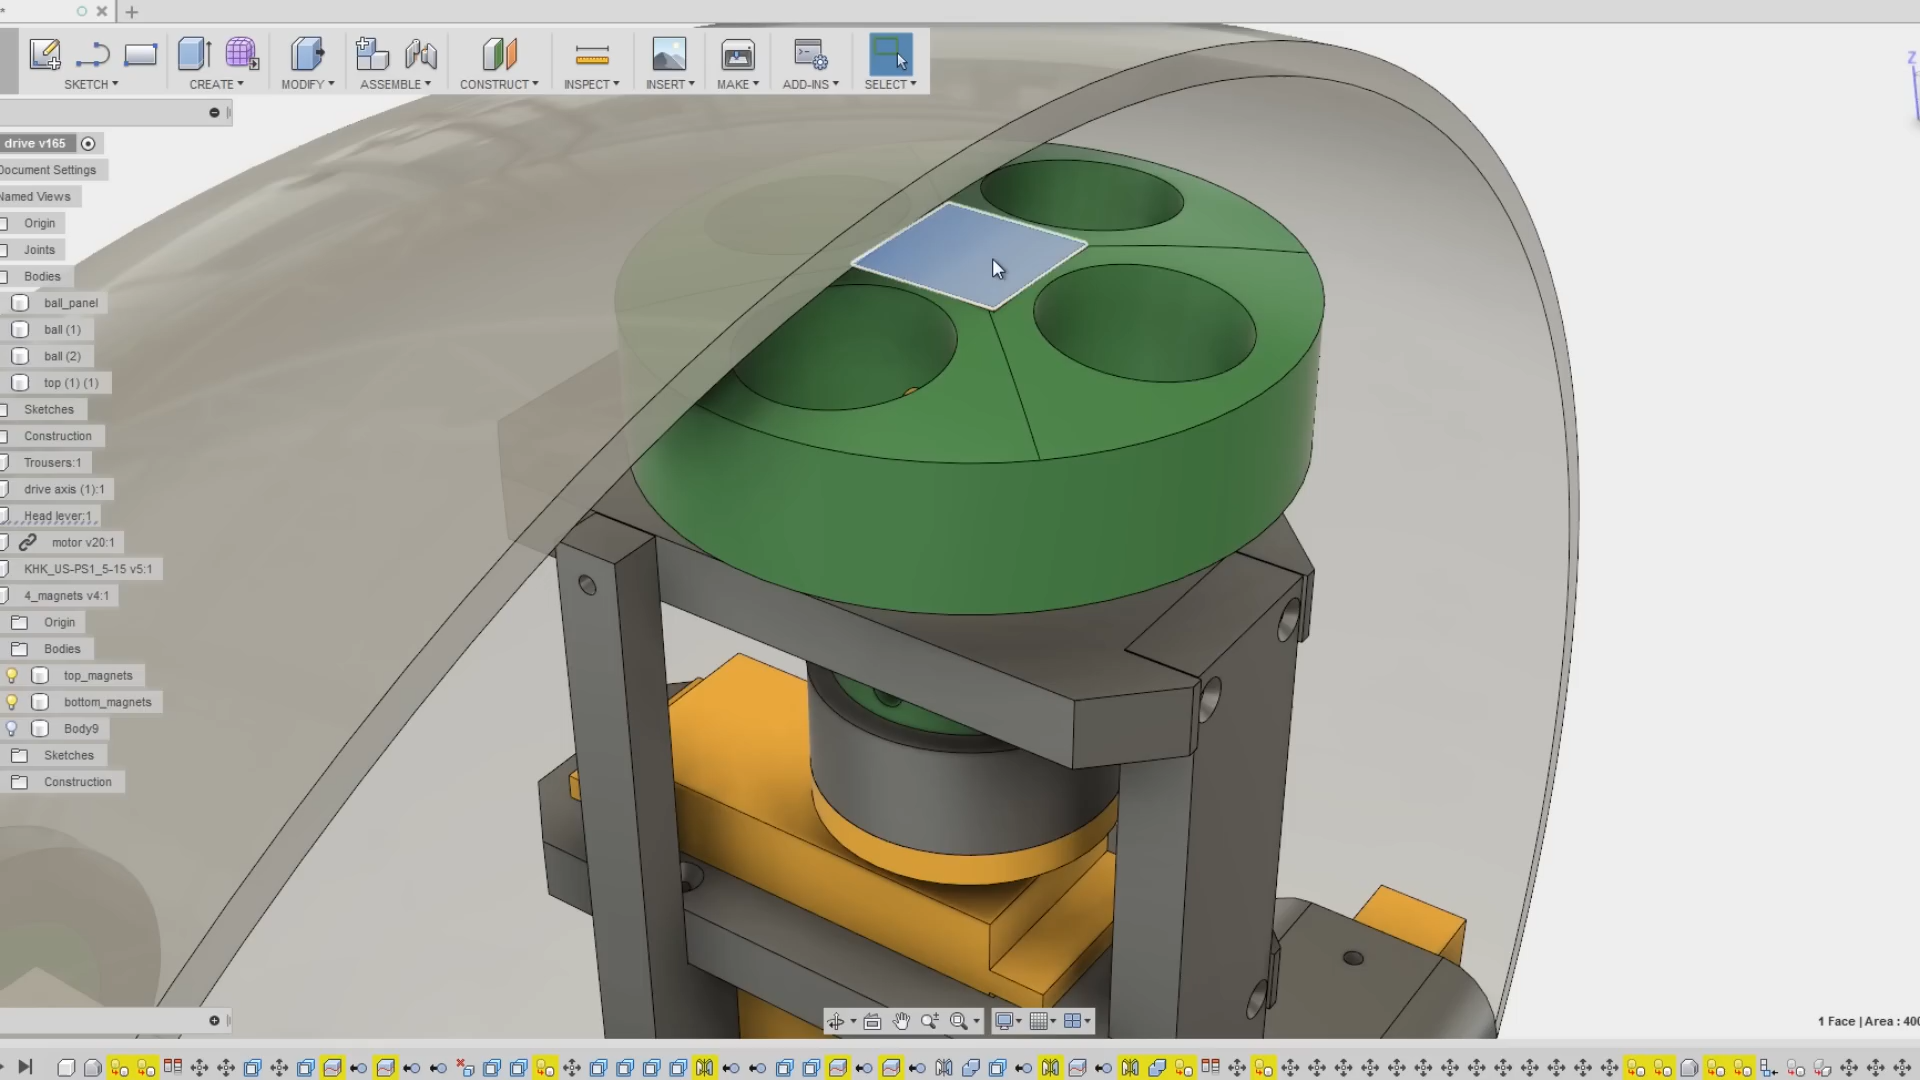 *
Z
SKETCH CREATE MODIFY ASSEMBLE CONSTRUCT INSPECT INSERT MAKE ADD-INS SELECT
drive v165
Document Settings
Named Views
Origin
Joints
Bodies
ball_panel
ball (1)
ball (2)
top (1) (1)
Sketches
Construction
Trousers:1
drive axis (1):1
Head lever:1
motor v20:1
KHK_US-PS1_5-15 v5:1
4_magnets v4:1
Origin
Bodies
top_magnets
bottom_magnets
Body9
Sketches
Construction
1 Face | Area : 400